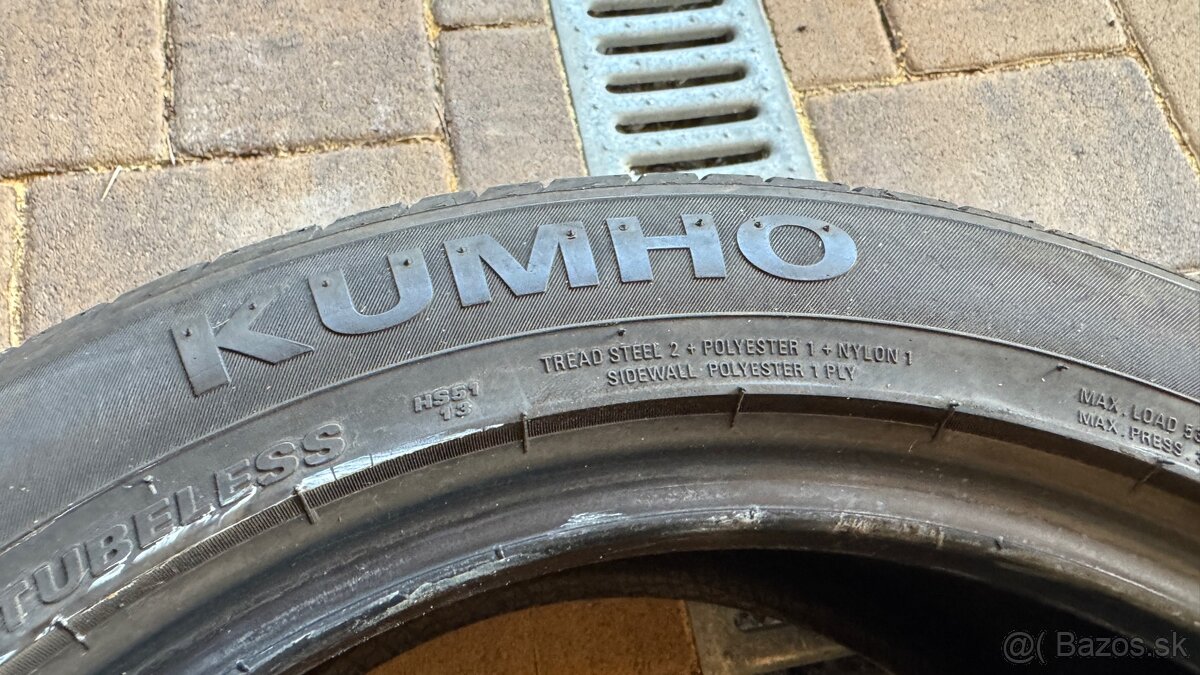 KUMHO
TREAD STEEL 2 + POLYESTER 1 + NYLON 1
SIDEWALL POLYESTER 1 PLY
HS51
13
TUBELESS
MAX. LOAD
MAX. PRESS.
@( Bazos.sk